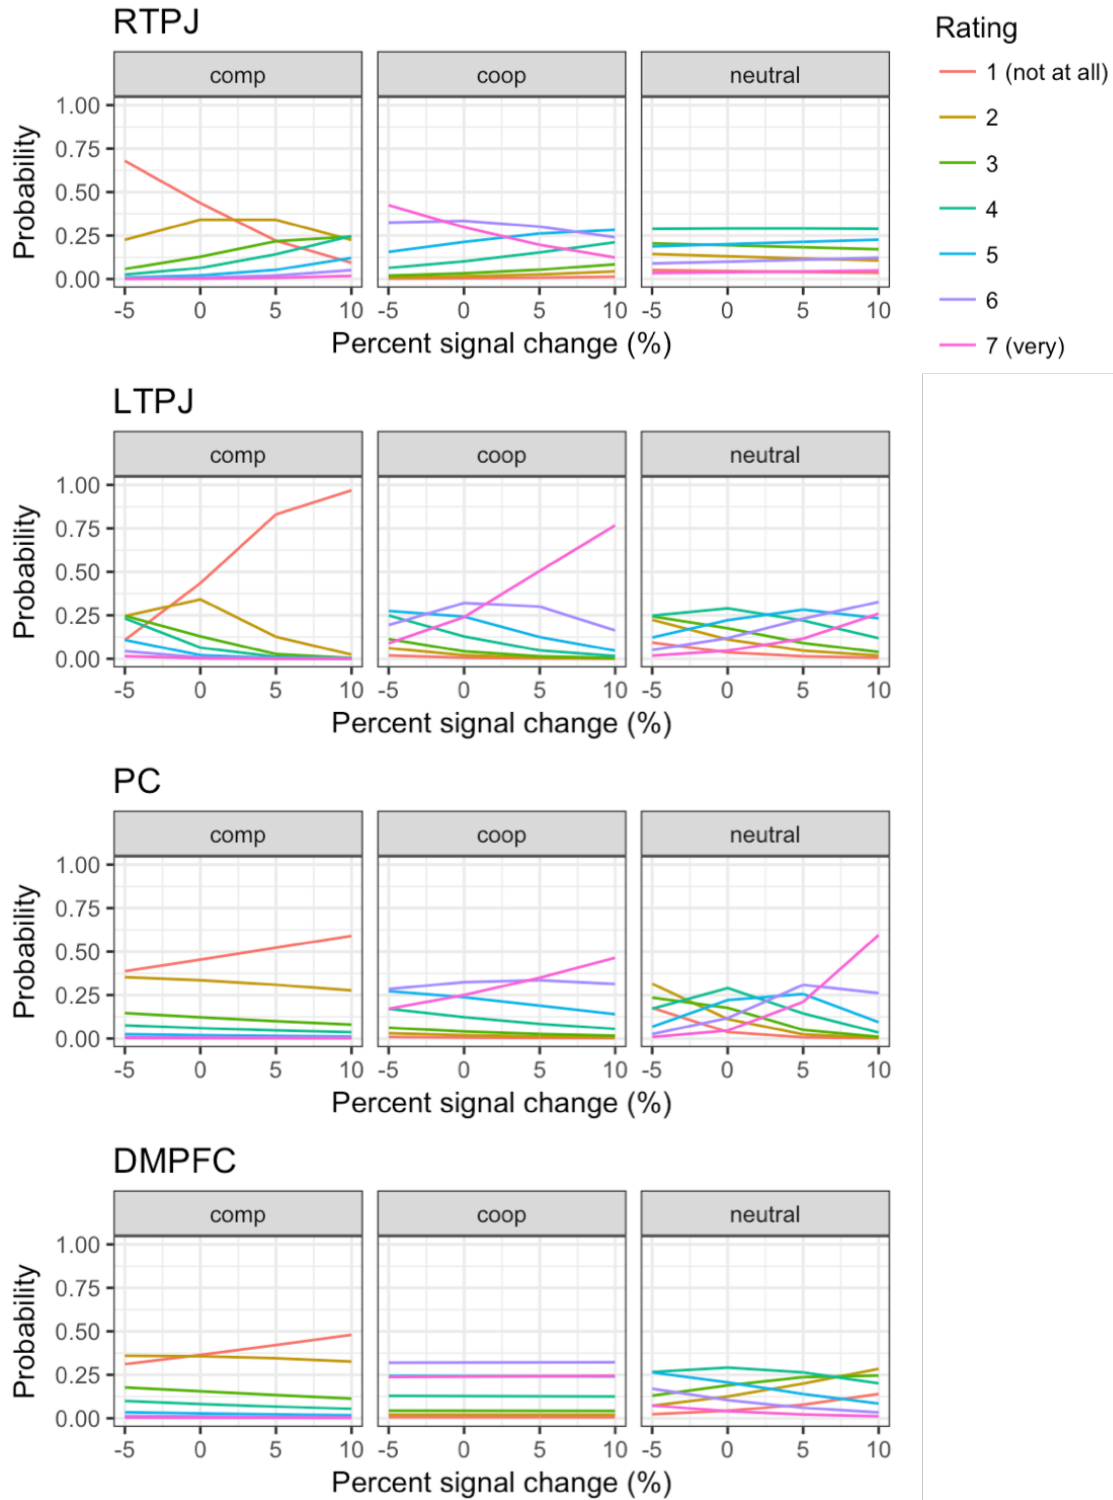 RTPJ
comp coop neutral
1.00
0.75
0.50
0.25
0.00
Probability
-5 0 5 10 -5 0 5 10 -5 0 5 10
Percent signal change (%)
Rating
1 (not at all)
2
3
4
5
6
7 (very)
LTPJ
comp coop neutral
1.00
0.75
0.50
0.25
0.00
Probability
-5 0 5 10 -5 0 5 10 -5 0 5 10
Percent signal change (%)
PC
comp coop neutral
1.00
0.75
0.50
0.25
0.00
Probability
-5 0 5 10 -5 0 5 10 -5 0 5 10
Percent signal change (%)
DMPFC
comp coop neutral
1.00
0.75
0.50
0.25
0.00
Probability
-5 0 5 10 -5 0 5 10 -5 0 5 10
Percent signal change (%)